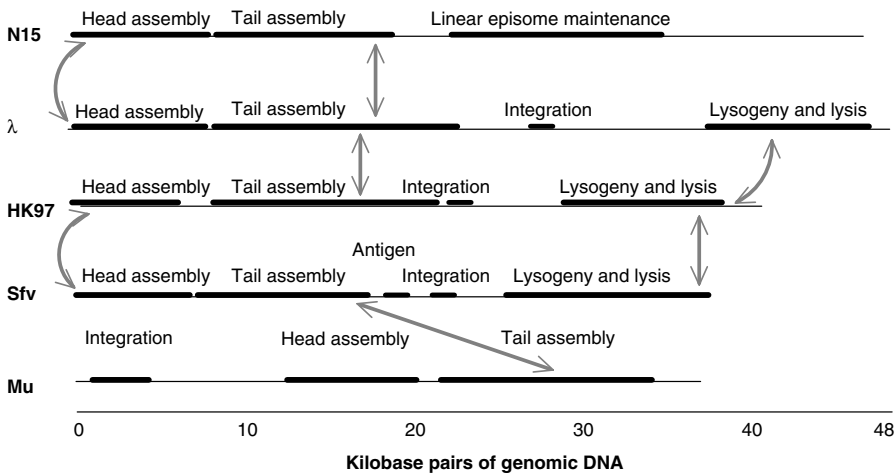 Head assembly Tail assembly Linear episome maintenance
N15
Head assembly Tail assembly Integration Lysogeny and lysis
λ
Head assembly Tail assembly Integration Lysogeny and lysis
HK97
Antigen
Head assembly Tail assembly Integration Lysogeny and lysis
Sfv
Integration Head assembly Tail assembly
Mu
0 10 20 30 40 48
Kilobase pairs of genomic DNA